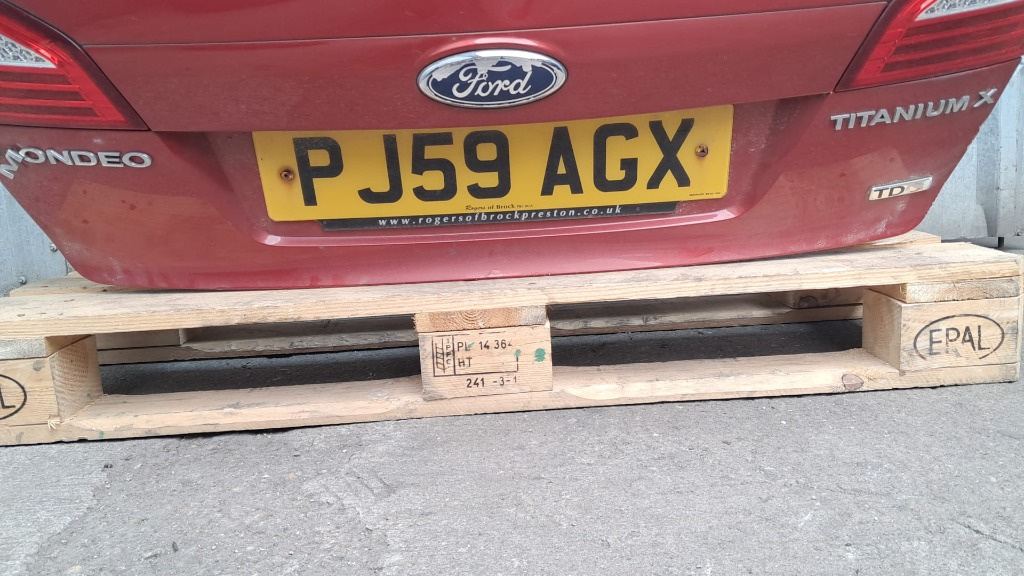 Ford
MONDEO
TITANIUM X
PJ59 AGX
Rogers of Brock
www.rogersofbrockpreston.co.uk
TDCi
EPAL
PL 14 364
HT
241 -3-1